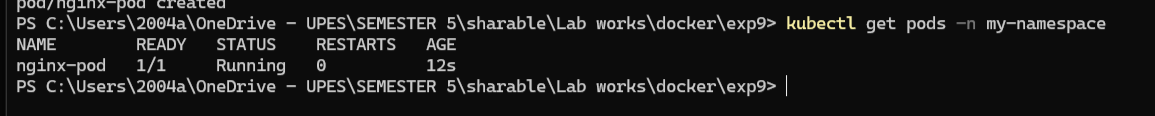 pod/nginx-pod created
PS C:\Users\2004a\OneDrive - UPES\SEMESTER 5\sharable\Lab works\docker\exp9> kubectl get pods -n my-namespace
NAME        READY   STATUS    RESTARTS   AGE
nginx-pod   1/1     Running   0          12s
PS C:\Users\2004a\OneDrive - UPES\SEMESTER 5\sharable\Lab works\docker\exp9>